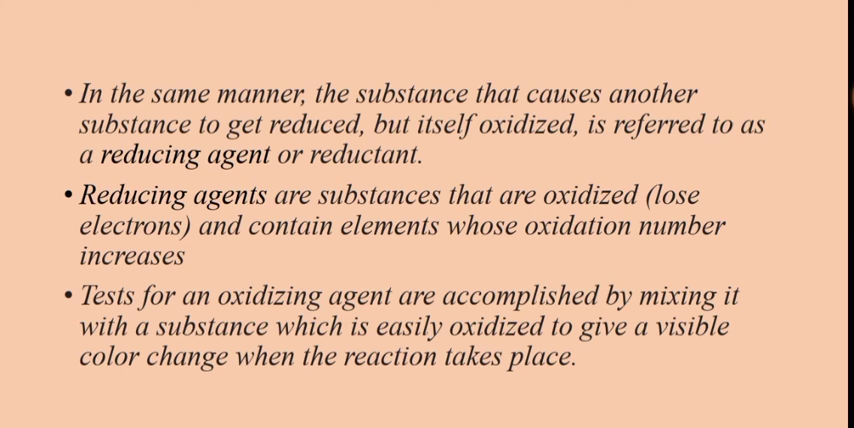 • In the same manner, the substance that causes another
substance to get reduced, but itself oxidized, is referred to as
a reducing agent or reductant.
• Reducing agents are substances that are oxidized (lose
electrons) and contain elements whose oxidation number
increases
• Tests for an oxidizing agent are accomplished by mixing it
with a substance which is easily oxidized to give a visible
color change when the reaction takes place.